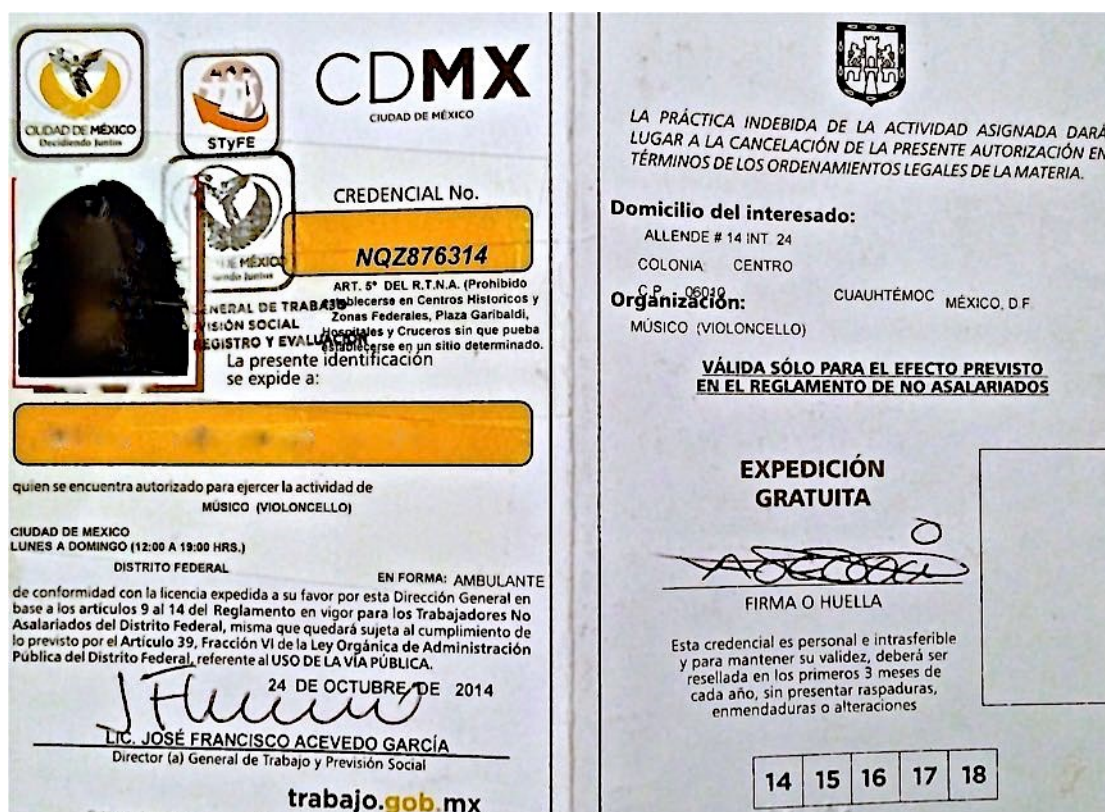 CIUDAD DE MÉXICO
Decidiendo Juntos
STyFE
CDMX
CIUDAD DE MÉXICO
CREDENCIAL No.
NQZ876314
DE MÉXICO
ART. 5° DEL R.T.N.A. (Prohibido
establecerse en Centros Historicos y
Zonas Federales, Plaza Garibaldi,
Hospitales y Cruceros sin que pueba
establecerse en un sitio determinado.
GENERAL DE TRABAJO
VISIÓN SOCIAL
REGISTRO Y EVALUACIÓN
La presente identificación
se expide a:
quien se encuentra autorizado para ejercer la actividad de
MÚSICO (VIOLONCELLO)
CIUDAD DE MEXICO
LUNES A DOMINGO (12:00 A 19:00 HRS.)
DISTRITO FEDERAL
EN FORMA: AMBULANTE
de conformidad con la licencia expedida a su favor por esta Dirección General en
base a los artículos 9 al 14 del Reglamento en vigor para los Trabajadores No
Asalariados del Distrito Federal, misma que quedará sujeta al cumplimiento de
lo previsto por el Artículo 39, Fracción VI de la Ley Orgánica de Administración
Pública del Distrito Federal, referente al USO DE LA VÍA PÚBLICA.
24 DE OCTUBRE DE 2014
LIC. JOSÉ FRANCISCO ACEVEDO GARCÍA
Director (a) General de Trabajo y Previsión Social
trabajo.gob.mx
LA PRÁCTICA INDEBIDA DE LA ACTIVIDAD ASIGNADA DARÁ
LUGAR A LA CANCELACIÓN DE LA PRESENTE AUTORIZACIÓN EN
TÉRMINOS DE LOS ORDENAMIENTOS LEGALES DE LA MATERIA.
Domicilio del interesado:
ALLENDE # 14 INT. 24
COLONIA CENTRO
C.P. 06010 CUAUHTÉMOC MÉXICO, D.F.
Organización:
MÚSICO (VIOLONCELLO)
VÁLIDA SÓLO PARA EL EFECTO PREVISTO
EN EL REGLAMENTO DE NO ASALARIADOS
EXPEDICIÓN
GRATUITA
FIRMA O HUELLA
Esta credencial es personal e intrasferible
y para mantener su validez, deberá ser
resellada en los primeros 3 meses de
cada año, sin presentar raspaduras,
enmendaduras o alteraciones
14 15 16 17 18